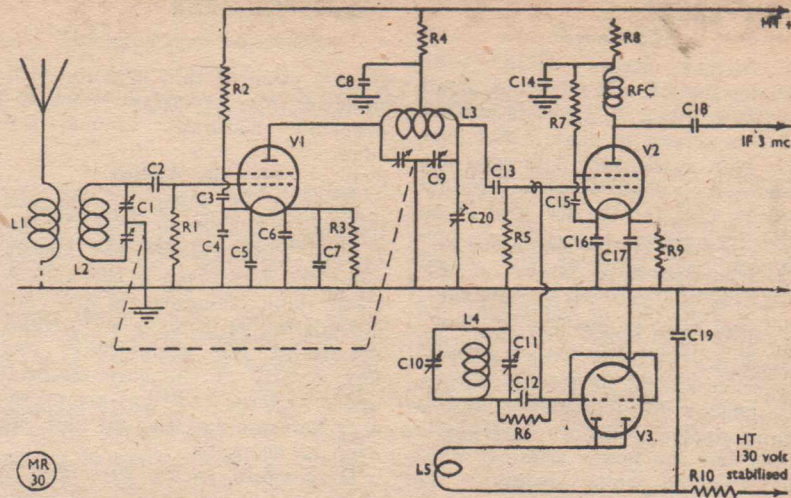 HT +
R8
R4
C8
C14
R2
RFC
C18
L3
R7
V1
V2
IF 3 mc
C9
C2
C13
C3
C15
C1
L1
R1
C20
C4
C6
R3
R5
C16
C17
R9
C5
C7
L2
L4
C11
C19
C10
C12
R6
V3.
HT
130 volt
stabilised
L5
R10
MR
30